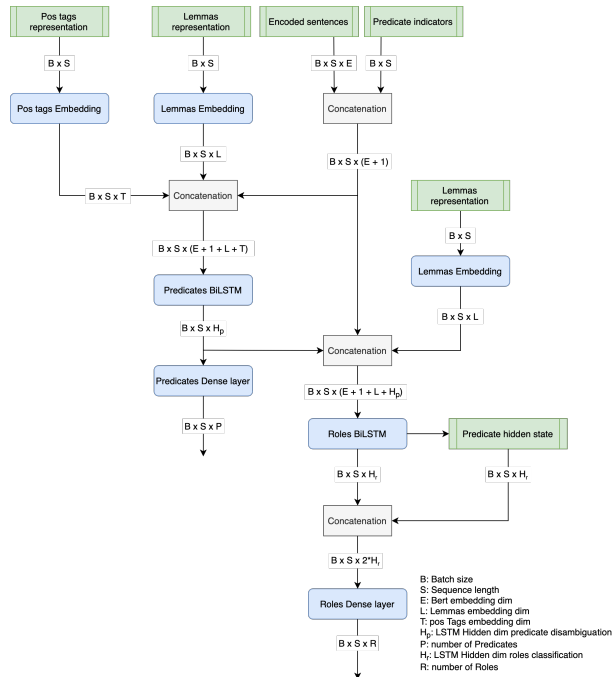 Pos tags
representation
Lemmas
representation
Encoded sentences
Predicate indicators
B x S
B x S
B x S x E
B x S
Pos tags Embedding
Lemmas Embedding
Concatenation
B x S x L
B x S x (E + 1)
B x S x T
Concatenation
Lemmas
representation
B x S
B x S x (E + 1 + L + T)
Lemmas Embedding
Predicates BiLSTM
B x S x L
B x S x Hp
Concatenation
Predicates Dense layer
B x S x (E + 1 + L + Hp)
B x S x P
Roles BiLSTM
Predicate hidden state
B x S x Hr
B x S x Hr
Concatenation
B x S x 2*Hr
Roles Dense layer
B x S x R
B: Batch size
S: Sequence length
E: Bert embedding dim
L: Lemmas embedding dim
T: pos Tags embedding dim
Hp: LSTM Hidden dim predicate disambiguation
P: number of Predicates
Hr: LSTM Hidden dim roles classification
R: number of Roles